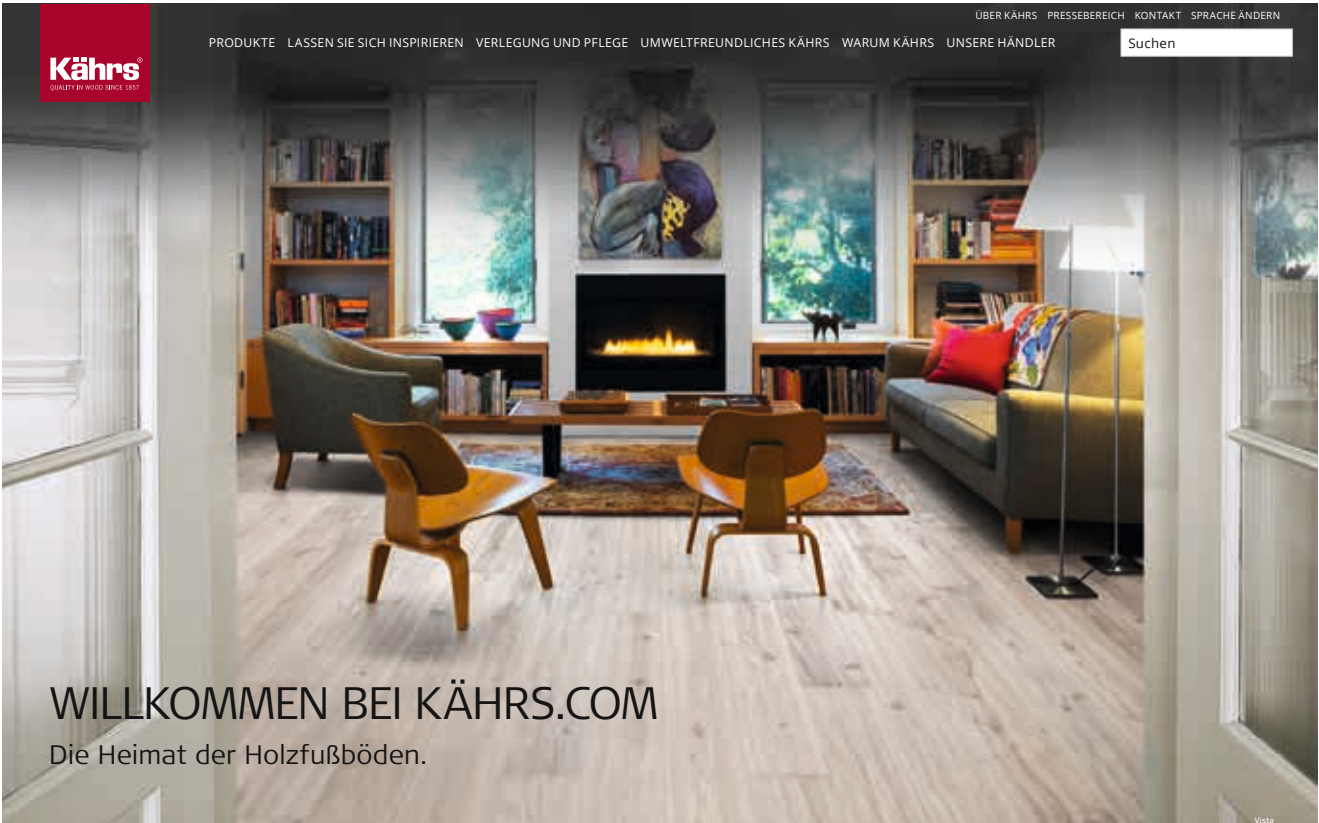 ÜBER KÄHRS PRESSEBEREICH KONTAKT SPRACHE ÄNDERN
PRODUKTE LASSEN SIE SICH INSPIRIEREN VERLEGUNG UND PFLEGE UMWELTFREUNDLICHES KÄHRS WARUM KÄHRS UNSERE HÄNDLER
Suchen
Kährs®
QUALITY IN WOOD SINCE 1857
WILLKOMMEN BEI KÄHRS.COM
Die Heimat der Holzfußböden.
Vista